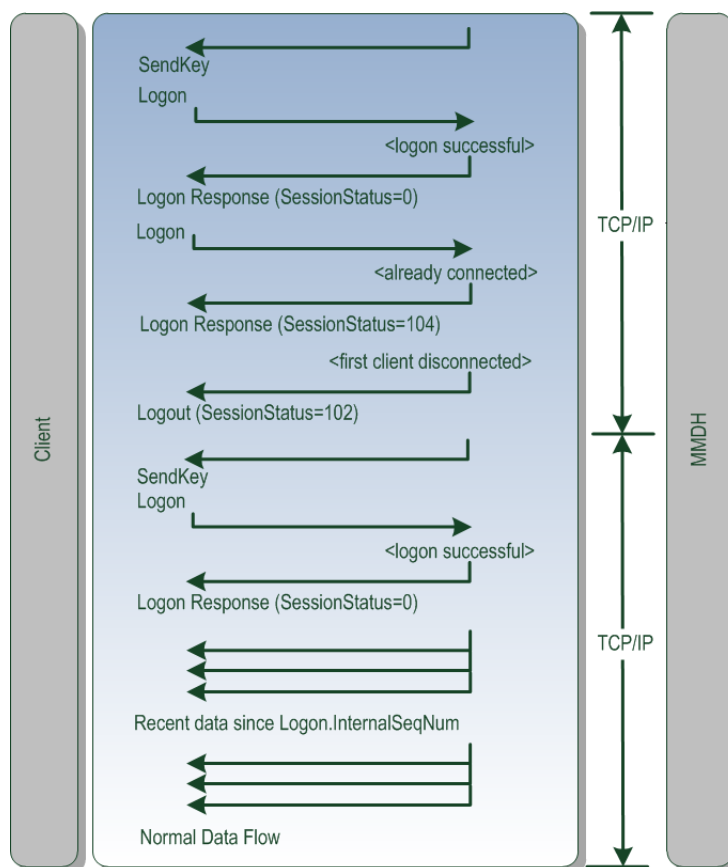 SendKey
Logon
<logon successful>
Logon Response (SessionStatus=0)
Logon
<already connected>
Logon Response (SessionStatus=104)
<first client disconnected>
Logout (SessionStatus=102)
SendKey
Logon
<logon successful>
Logon Response (SessionStatus=0)
Recent data since Logon.InternalSeqNum
Normal Data Flow
Client
TCP/IP
TCP/IP
MMDH